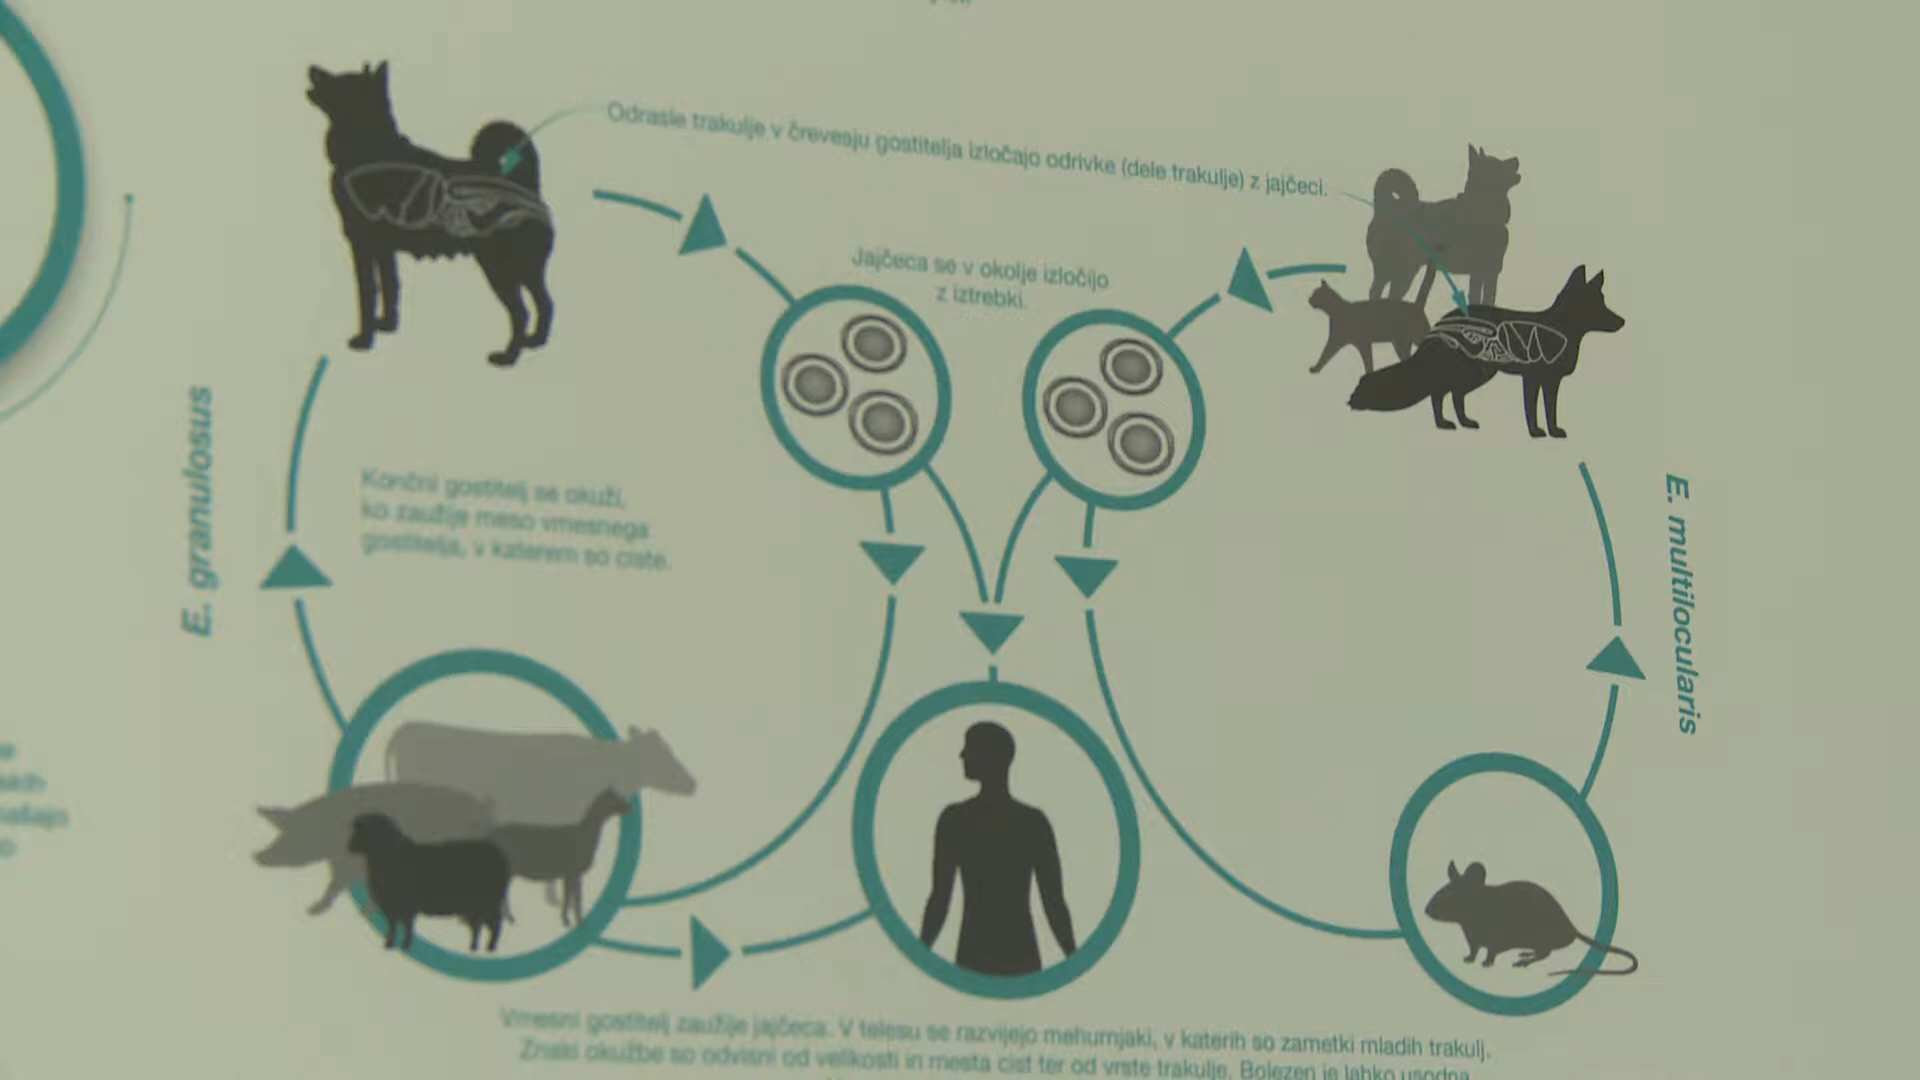 Odrasle trakulje v črevesju gostitelja izločajo odrivke (dele trakulje) z jajčeci.
Jajčeca se v okolje izločijo
z iztrebki.
E. granulosus
Končni gostitelj se okuži,
ko zaužije meso vmesnega
gostitelja, v katerem so ciste.
E. multilocularis
Vmesni gostitelj zaužije jajčeca. V telesu se razvijejo mehurnjaki, v katerih so zametki mladih trakulj.
Znaki okužbe so odvisni od velikosti in mesta cist ter od vrste trakulje. Bolezen je lahko usodna.